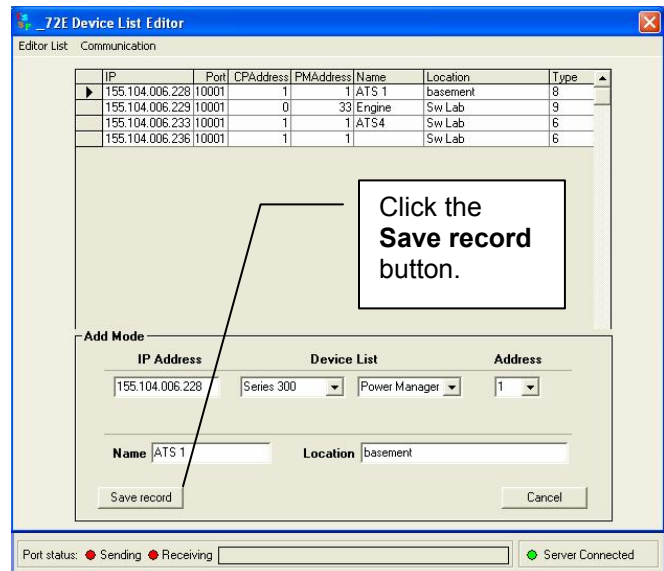 _72E Device List Editor
Editor List Communication
IP Port CPAddress PMAddress Name Location Type
155.104.006.228 10001 1 1 ATS 1 basement 8
155.104.006.229 10001 0 33 Engine Sw Lab 9
155.104.006.233 10001 1 1 ATS4 Sw Lab 6
155.104.006.236 10001 1 1 Sw Lab 6
Click the
Save record
button.
Add Mode
IP Address Device List Address
155.104.006.228 Series 300 Power Manager 1
Name ATS 1 Location basement
Save record Cancel
Port status: Sending Receiving Server Connected